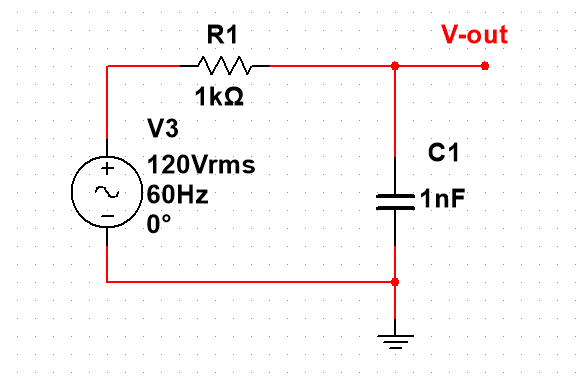 R1
V-out
1kΩ
V3
120Vrms
60Hz
0°
C1
1nF